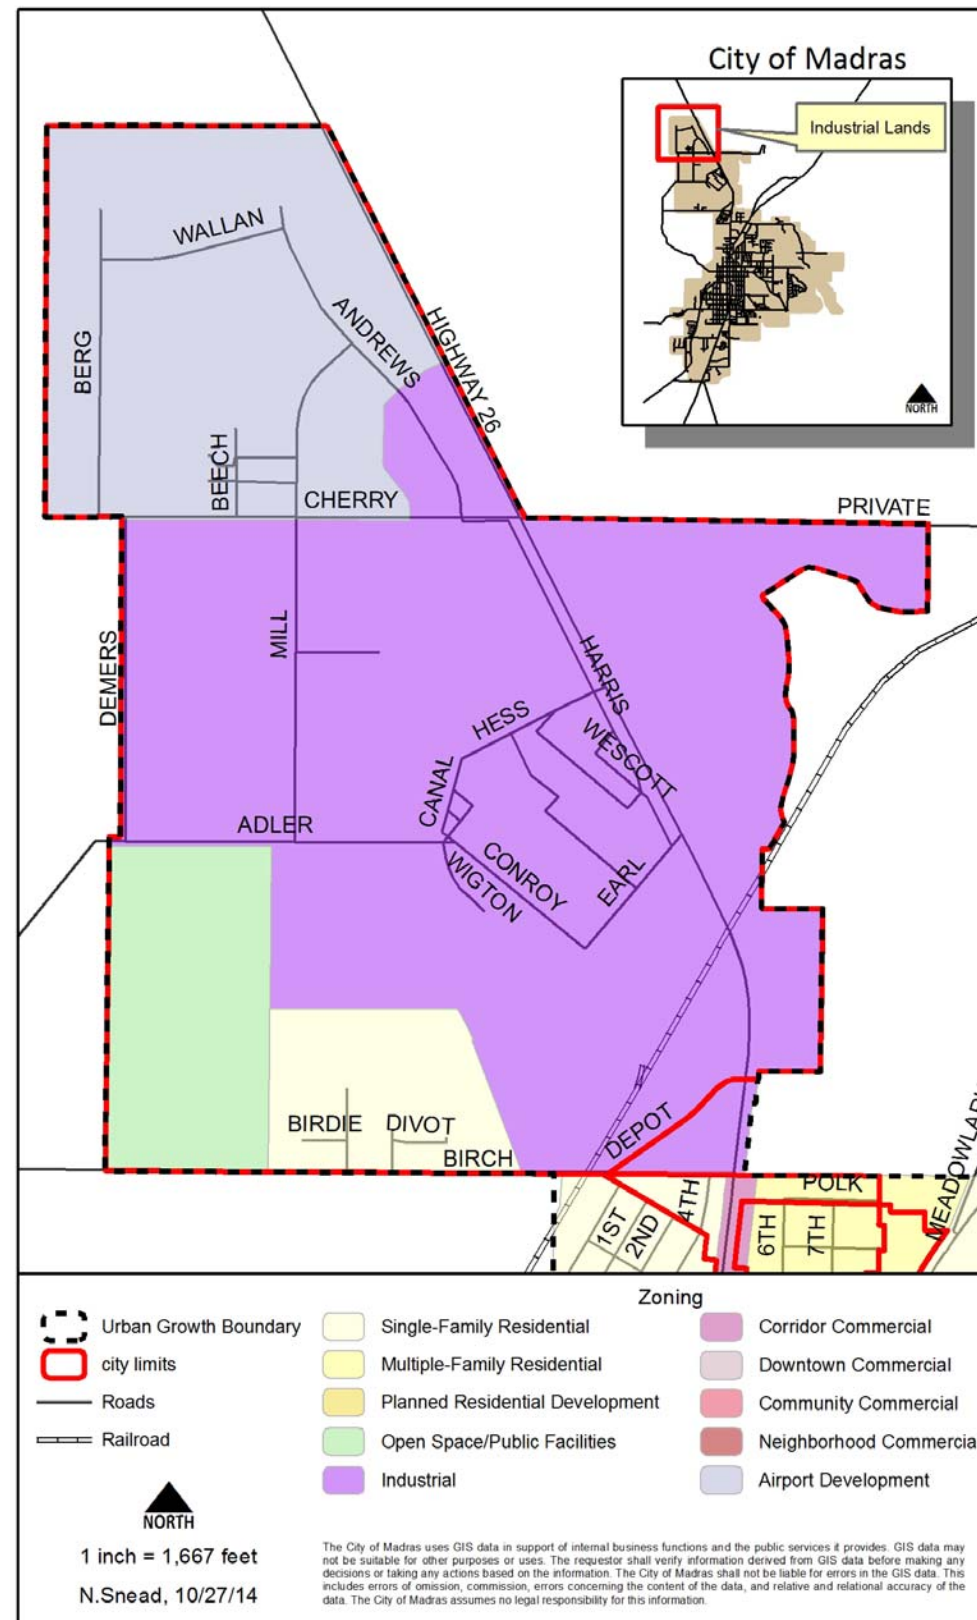 City of Madras
Industrial Lands
NORTH
WALLAN
ANDREWS
HIGHWAY 26
BERG
BEECH
CHERRY
PRIVATE
DEMERS
MILL
HARRIS
HESS
WESCOTT
CANAL
ADLER
CONROY
WIGTON
EARL
BIRDIE
DIVOT
BIRCH
DEPOT
POLK
1ST
2ND
4TH
6TH
7TH
Zoning
Urban Growth Boundary
city limits
Roads
Railroad
Single-Family Residential
Multiple-Family Residential
Planned Residential Development
Open Space/Public Facilities
Industrial
Corridor Commercial
Downtown Commercial
Community Commercial
Neighborhood Commercia
Airport Development
NORTH
1 inch = 1,667 feet
N.Snead, 10/27/14
The City of Madras uses GIS data in support of internal business functions and the public services it provides. GIS data may
not be suitable for other purposes or uses. The requestor shall verify information derived from GIS data before making any
decisions or taking any actions based on the information. The City of Madras shall not be liable for errors in the GIS data. This
includes errors of omission, commission, errors concerning the content of the data, and relative and relational accuracy of the
data. The City of Madras assumes no legal responsibility for this information.